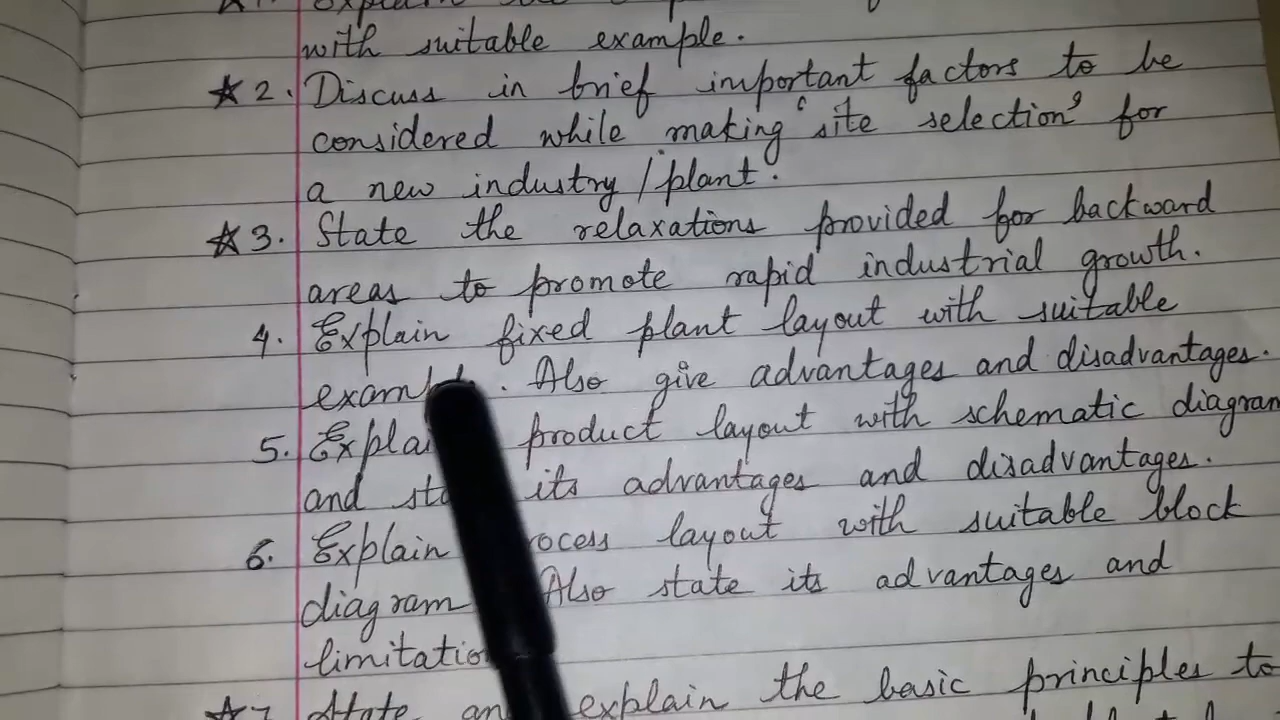 with suitable example.
★2. Discuss in brief important factors to be
considered while making 'site selection' for
a new industry/plant.
★3. State the relaxations provided for backward
areas to promote rapid industrial growth.
4. Explain fixed plant layout with suitable
. Also give advantages and disadvantages.
5. product layout with schematic diagram
and its advantages and disadvantages.
6. Explain layout with suitable block
diagram Also state its advantages and
★7. State explain the basic principles to